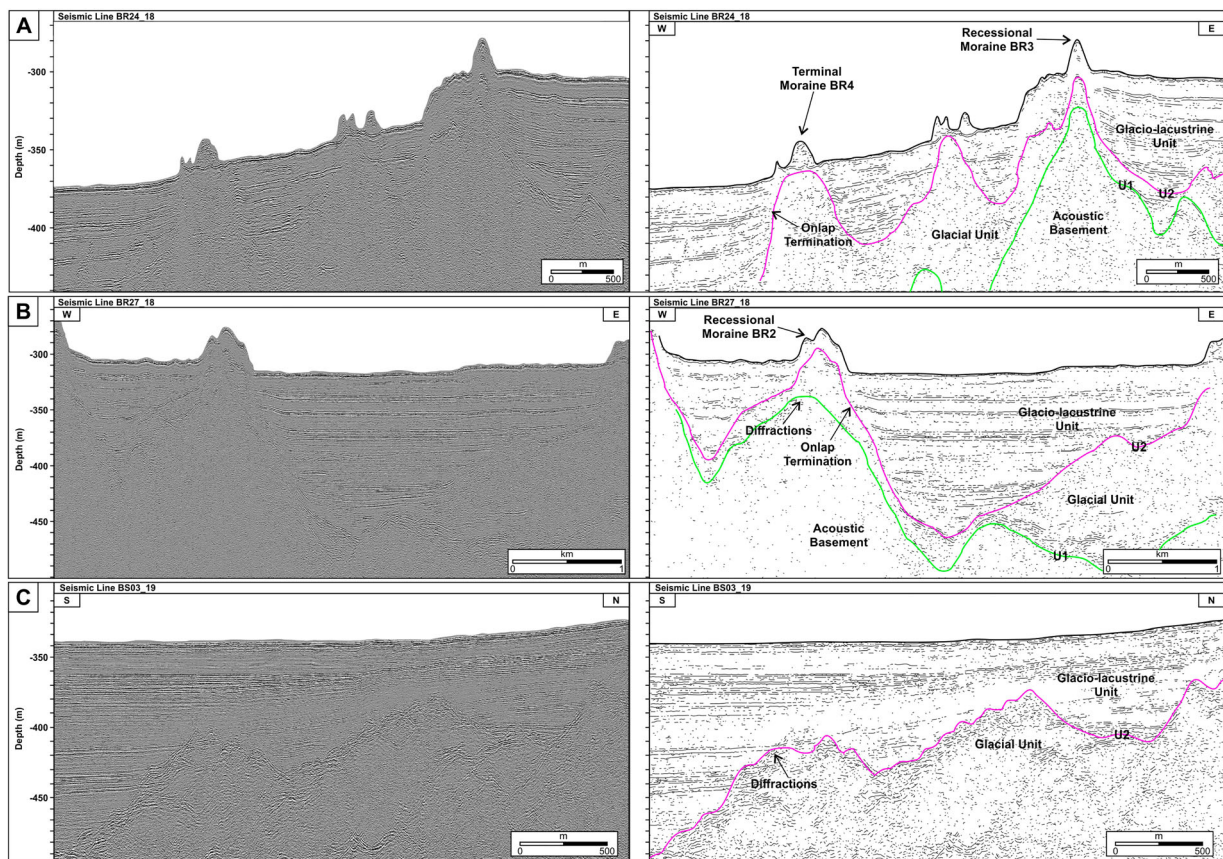 A
Seismic Line BR24_18
-300
-350
-400
Depth (m)
m
0
500
Seismic Line BR24_18
W
E
Recessional
Moraine BR3
Terminal
Moraine BR4
Glacio-lacustrine
Unit
U1
U2
Onlap
Termination
Glacial Unit
Acoustic
Basement
m
0
500
B
Seismic Line BR27_18
W
E
-300
-350
-400
-450
Depth (m)
km
0
1
Seismic Line BR27_18
W
E
Recessional
Moraine BR2
Diffractions
Onlap
Termination
Glacio-lacustrine
Unit
U2
Glacial Unit
Acoustic
Basement
U1
km
0
1
C
Seismic Line BS03_19
S
N
-350
-400
-450
Depth (m)
m
0
500
Seismic Line BS03_19
S
N
Glacio-lacustrine
Unit
U2
Glacial Unit
Diffractions
m
0
500